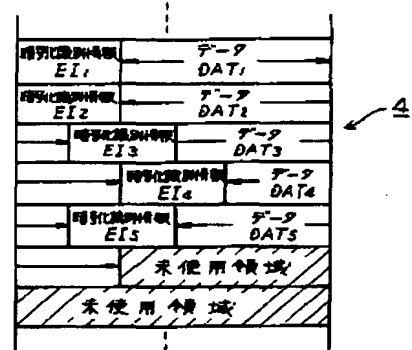 暗号化識別情報 データ
EI1 DAT1
暗号化識別情報 データ
EI2 DAT2
暗号化識別情報 データ
EI3 DAT3
4
暗号化識別情報 データ
EI4 DAT4
暗号化識別情報 データ
EI5 DAT5
未使用領域
未使用領域